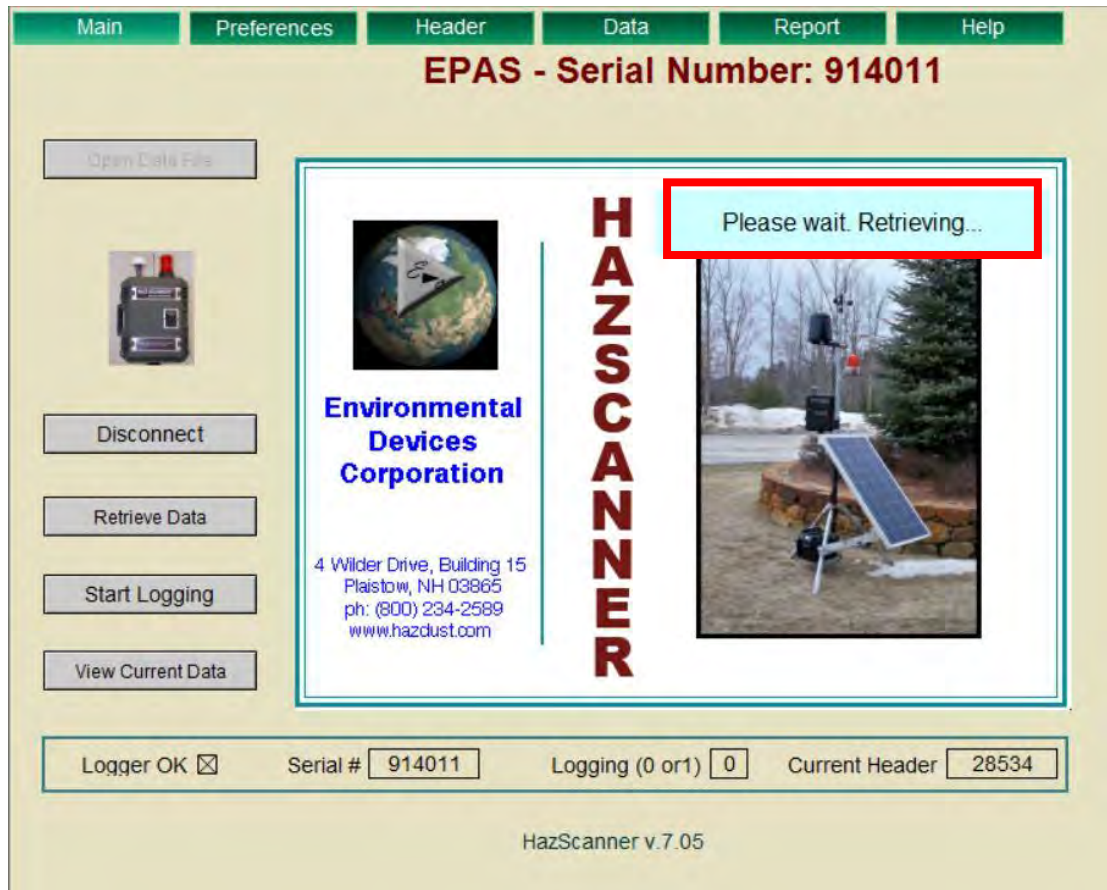 Main Preferences Header Data Report Help
EPAS - Serial Number: 914011
Open Data File
Please wait. Retrieving...
HAZSCANNER
Environmental
Devices
Corporation
4 Wilder Drive, Building 15
Plaistow, NH 03865
ph: (800) 234-2589
www.hazdust.com
Disconnect
Retrieve Data
Start Logging
View Current Data
Logger OK Serial # 914011 Logging (0 or1) 0 Current Header 28534
HazScanner v.7.05